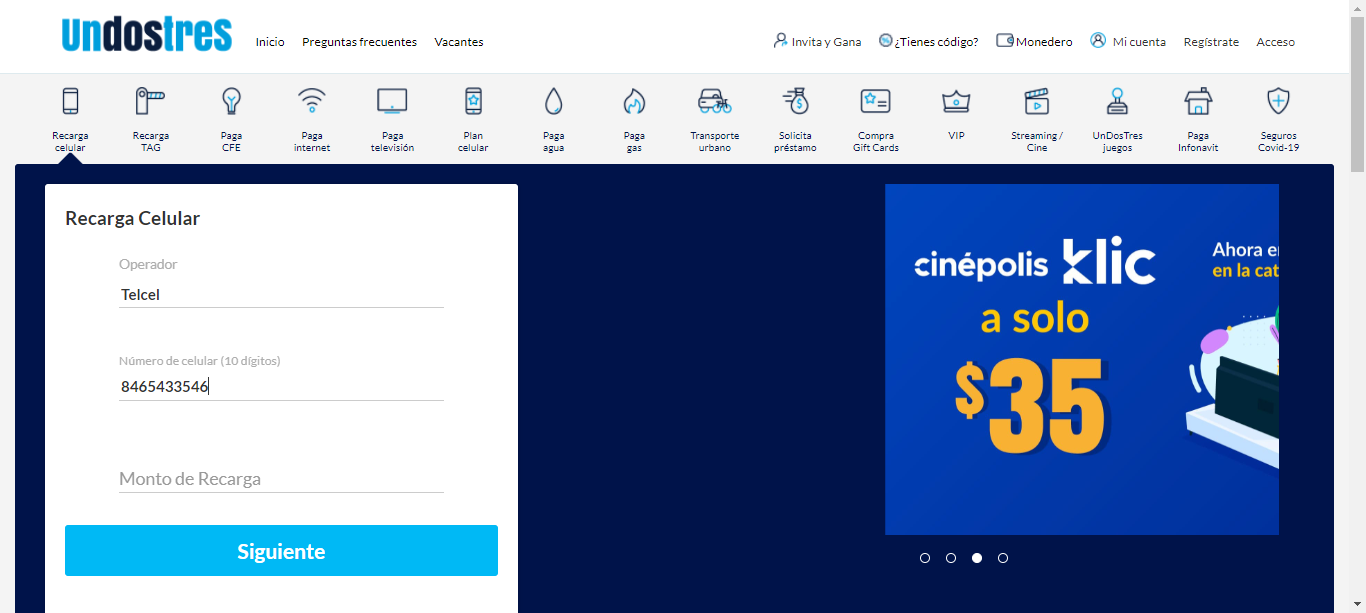 Undostres
Inicio Preguntas frecuentes Vacantes
Invita y Gana ¿Tienes código? Monedero Mi cuenta Regístrate Acceso
Recarga celular
Recarga TAG
Paga CFE
Paga internet
Paga televisión
Plan celular
Paga agua
Paga gas
Transporte urbano
Solicita préstamo
Compra Gift Cards
VIP
Streaming / Cine
UnDosTres juegos
Paga Infonavit
Seguros Covid-19
Recarga Celular
Operador
Telcel
Número de celular (10 dígitos)
8465433546
Monto de Recarga
Siguiente
cinépolis klic
a solo
$35
Ahora e
en la cat